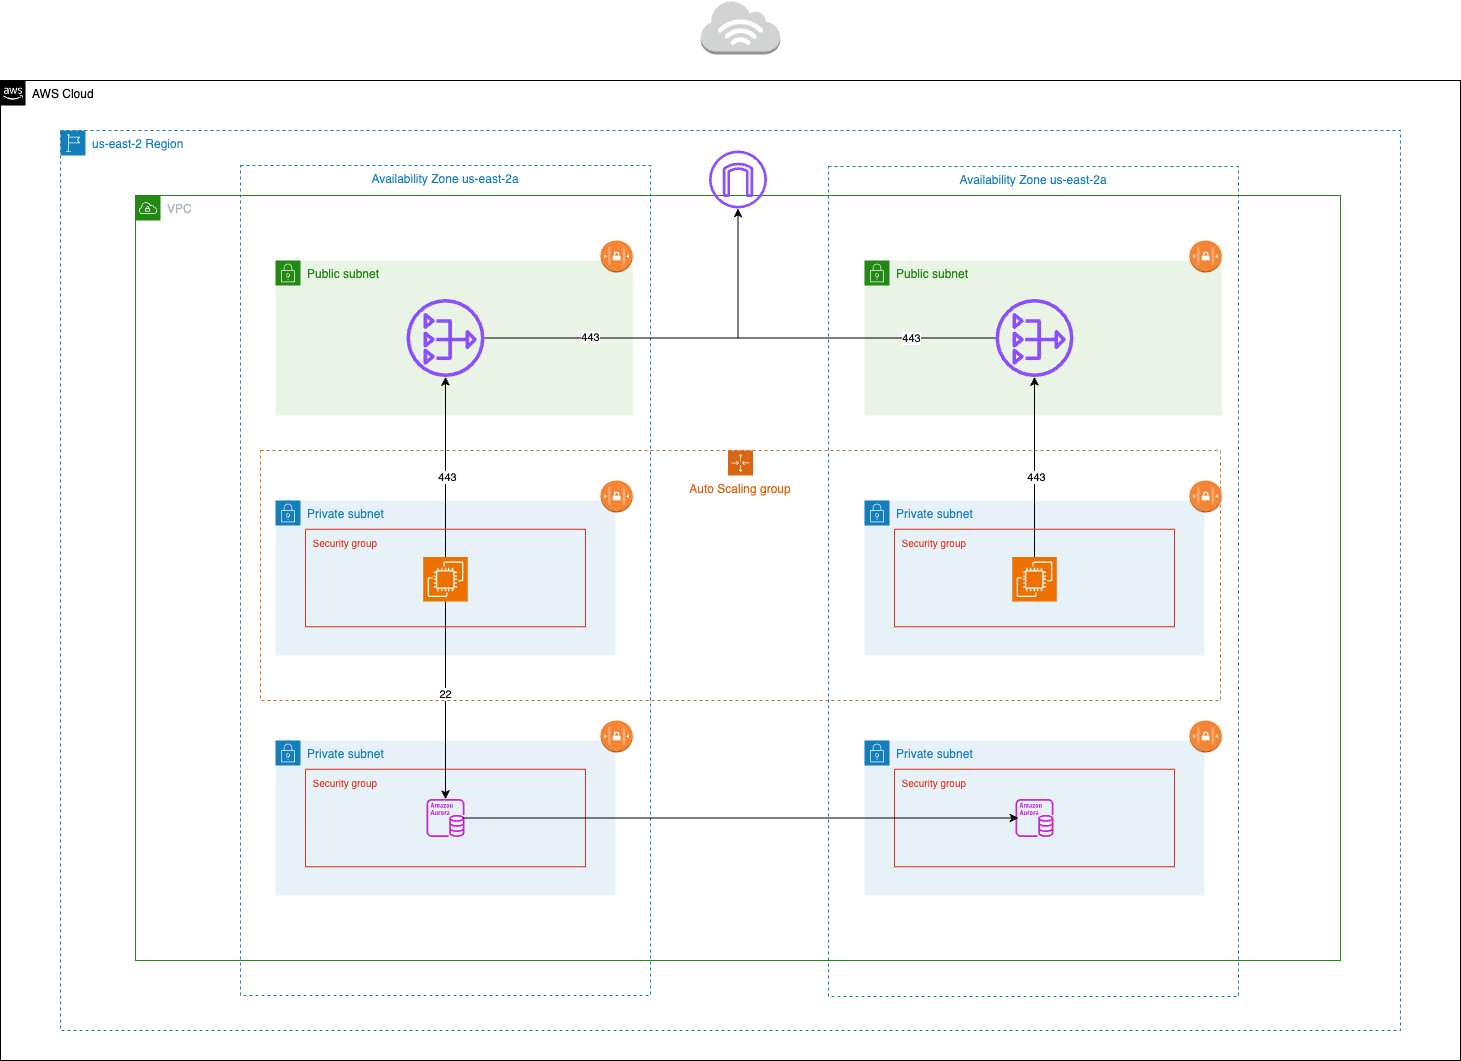 aws
AWS Cloud
us-east-2 Region
Availability Zone us-east-2a
Availability Zone us-east-2a
VPC
Public subnet
Public subnet
443
443
443
443
Auto Scaling group
Private subnet
Private subnet
Security group
Security group
22
Private subnet
Private subnet
Security group
Security group
Amazon
Aurora
Amazon
Aurora